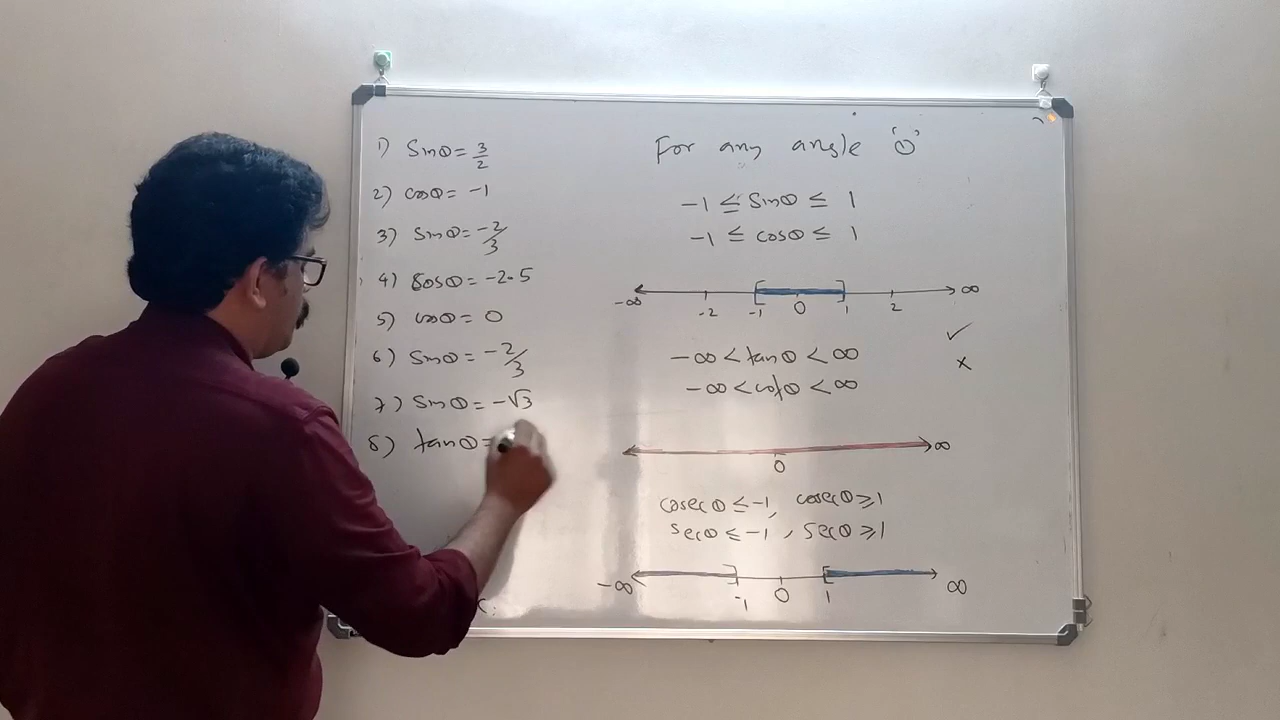 1) Sinθ = 3/2
2) cosθ = -1
3) Sinθ = -2/3
4) cosθ = -2.5
5) cosθ = 0
6) Sinθ = -2/3
7) Sinθ = -√3
8) tanθ =
For any angle 'θ'
-1 ≤ Sinθ ≤ 1
-1 ≤ cosθ ≤ 1
-∞ -2 -1 0 1 2 ∞
✓
-∞ < tanθ < ∞
×
-∞ < cotθ < ∞
0 ∞
cosecθ ≤ -1, cosecθ ≥ 1
secθ ≤ -1, Secθ ≥ 1
-∞ -1 0 1 ∞